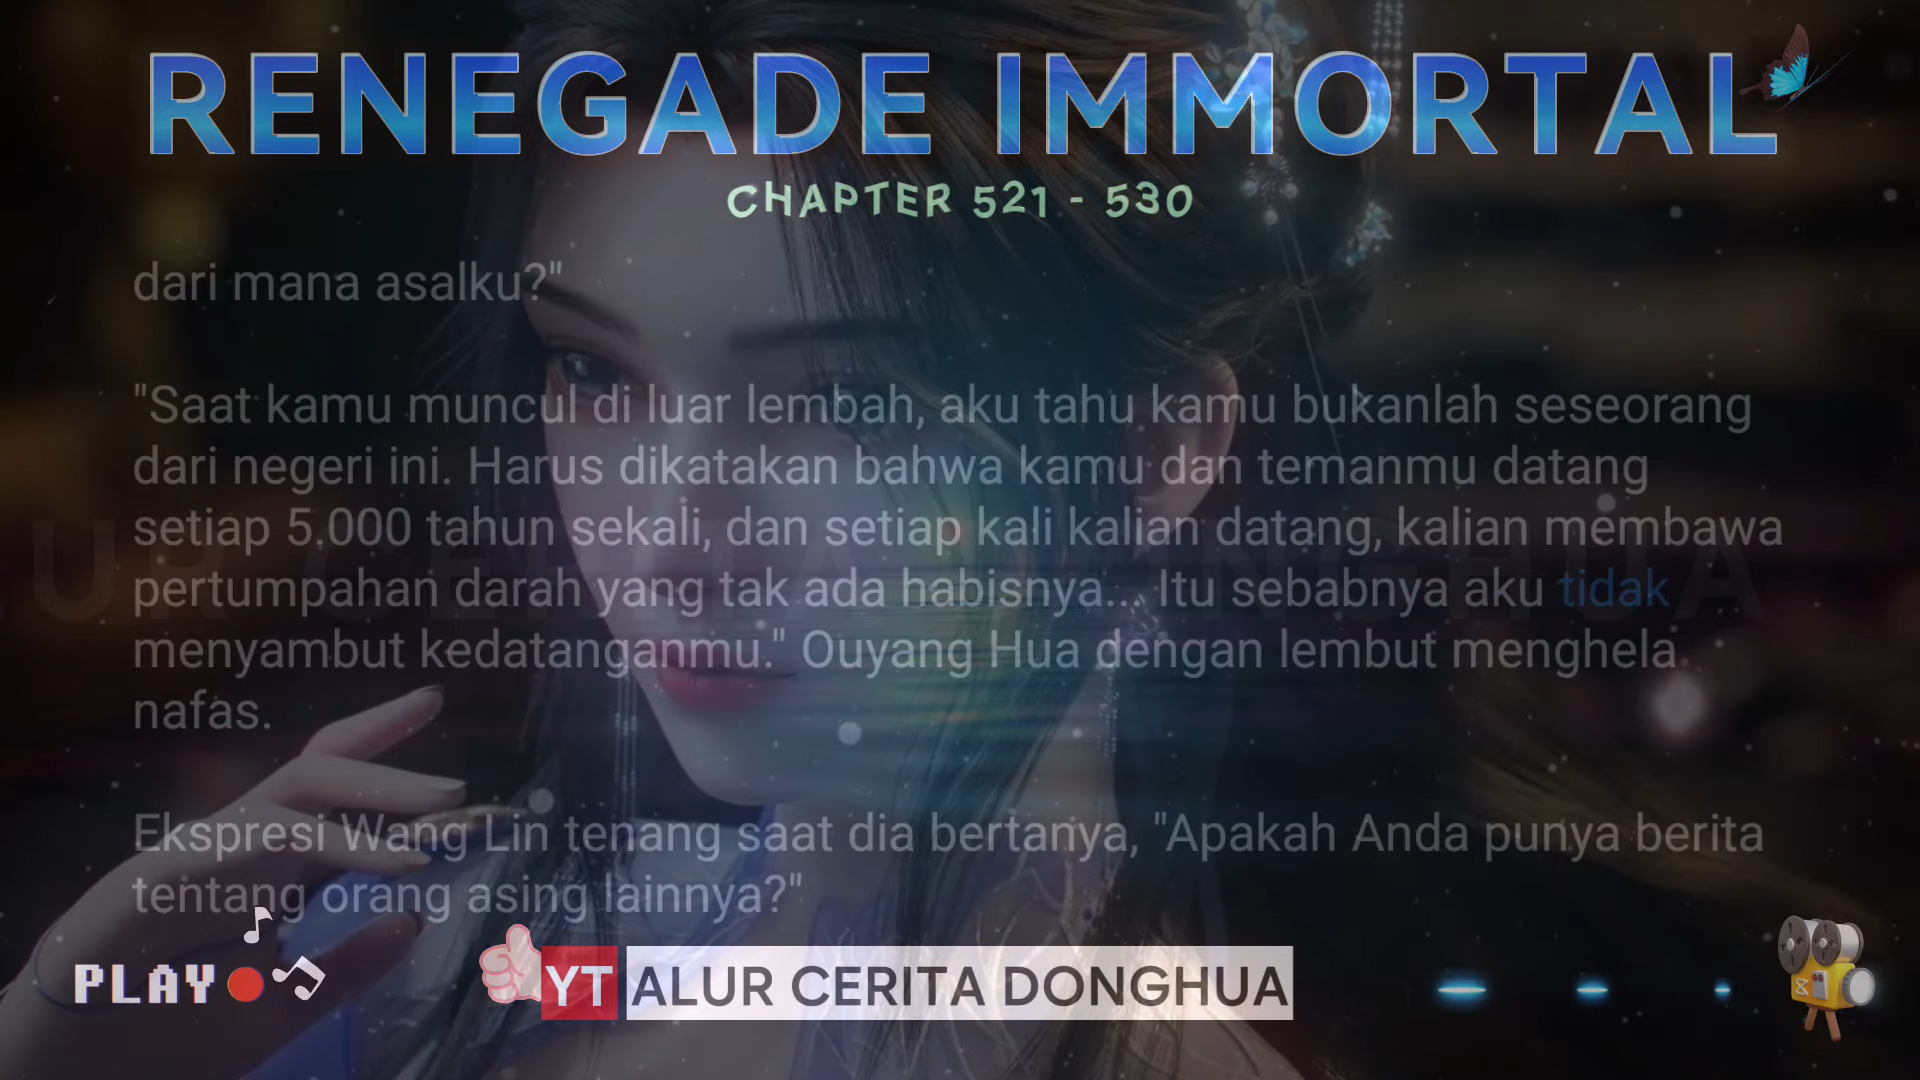 RENEGADE IMMORTAL
CHAPTER 521 - 530
dari mana asalku?"
"Saat kamu muncul di luar lembah, aku tahu kamu bukanlah seseorang
dari negeri ini. Harus dikatakan bahwa kamu dan temanmu datang
setiap 5.000 tahun sekali, dan setiap kali kalian datang, kalian membawa
pertumpahan darah yang tak ada habisnya... Itu sebabnya aku tidak
menyambut kedatanganmu." Ouyang Hua dengan lembut menghela
nafas.
Ekspresi Wang Lin tenang saat dia bertanya, "Apakah Anda punya berita
tentang orang asing lainnya?"
PLAY
YT ALUR CERITA DONGHUA